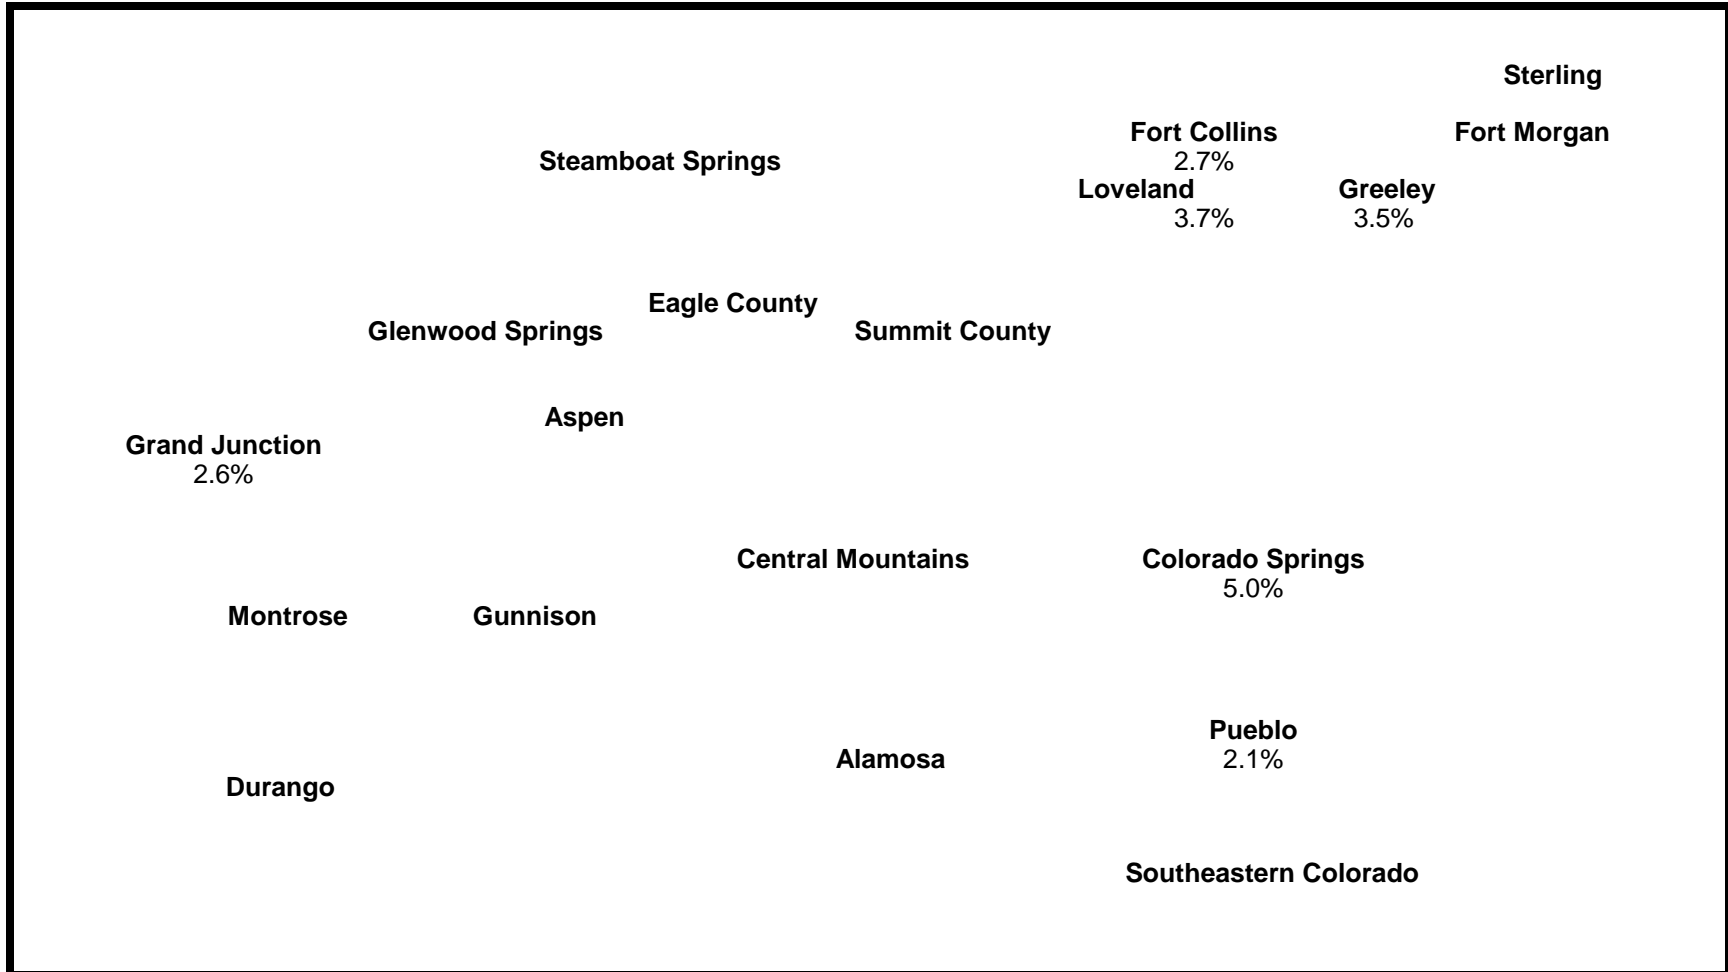 Sterling
Fort Collins Fort Morgan
Steamboat Springs 2.7%
Loveland Greeley
3.7% 3.5%
Eagle County
Glenwood Springs Summit County
Aspen
Grand Junction
2.6%
Central Mountains Colorado Springs
5.0%
Montrose Gunnison
Pueblo
Alamosa 2.1%
Durango
Southeastern Colorado